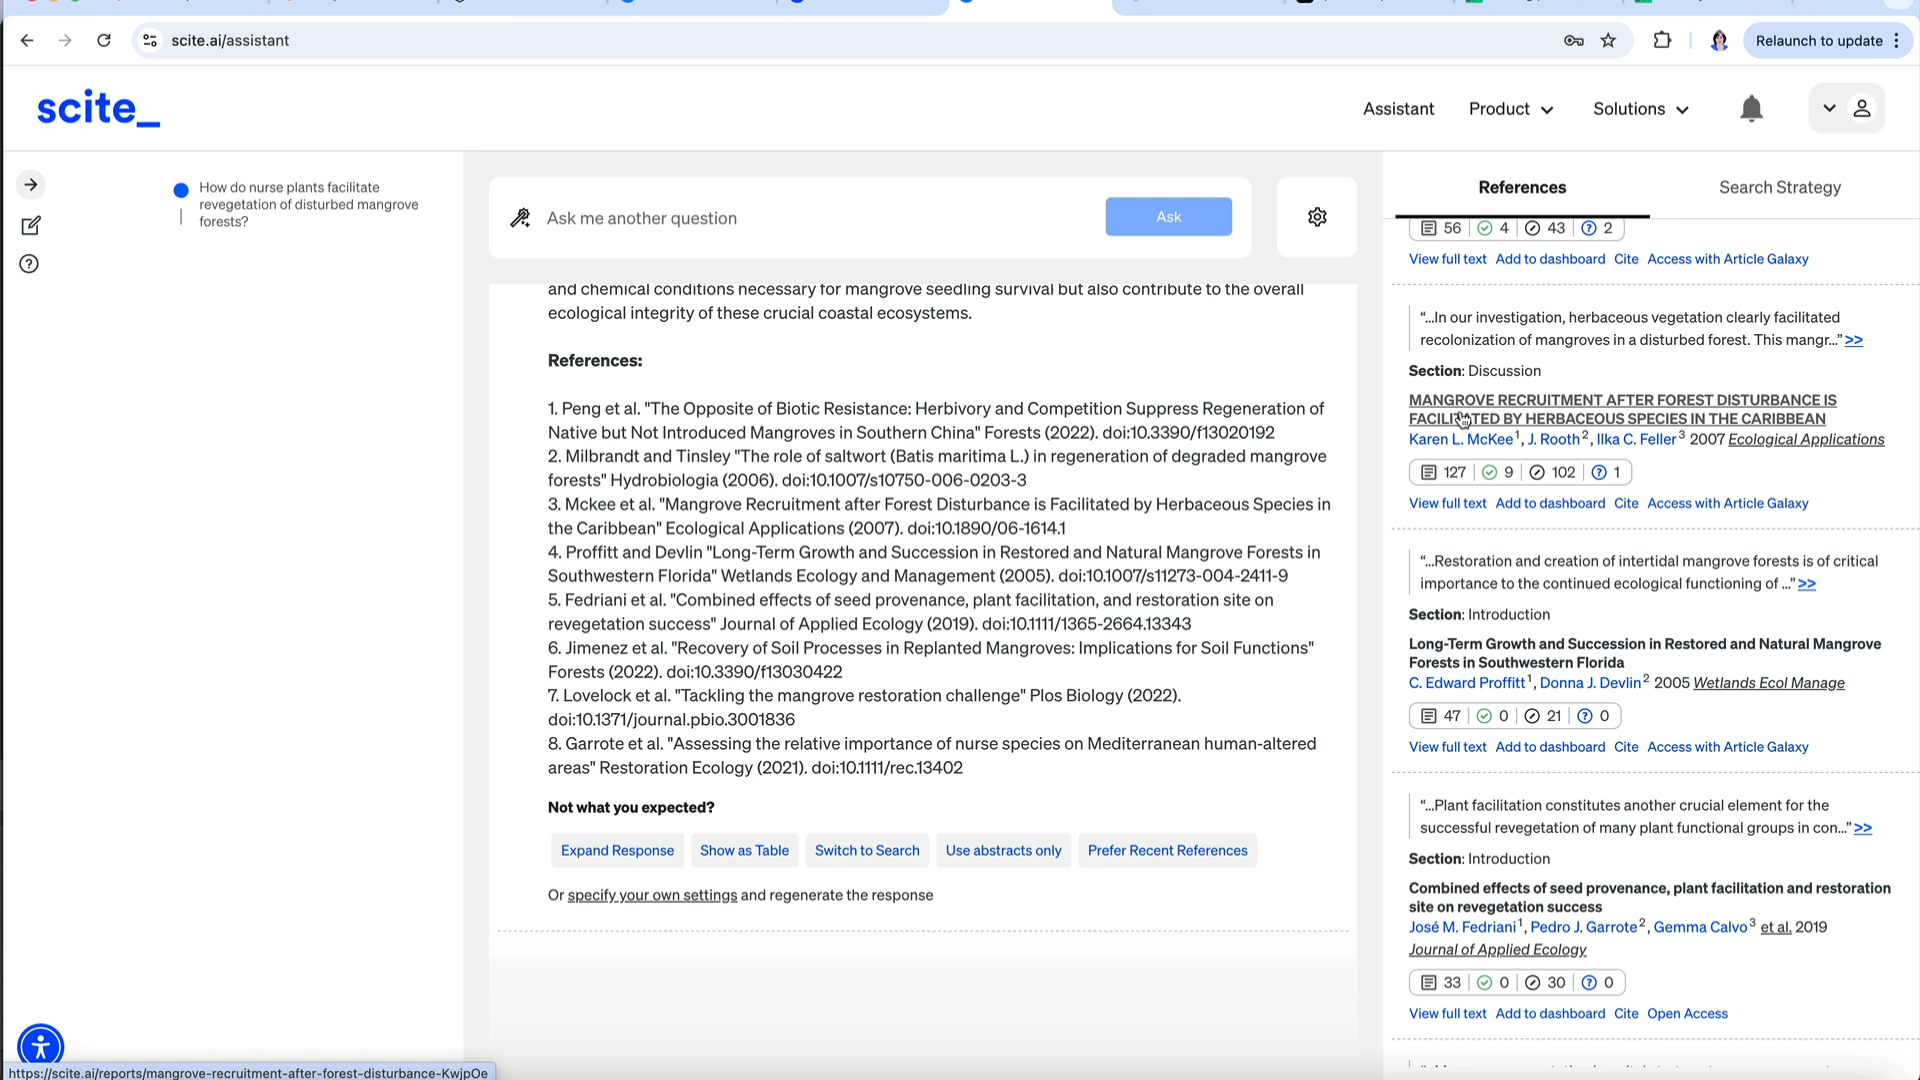 scite.ai/assistant
Relaunch to update
scite_
Assistant
Product
Solutions
How do nurse plants facilitate
revegetation of disturbed mangrove
forests?
Ask me another question
Ask
and chemical conditions necessary for mangrove seedling survival but also contribute to the overall
ecological integrity of these crucial coastal ecosystems.
References:
1. Peng et al. "The Opposite of Biotic Resistance: Herbivory and Competition Suppress Regeneration of
Native but Not Introduced Mangroves in Southern China" Forests (2022). doi:10.3390/f13020192
2. Milbrandt and Tinsley "The role of saltwort (Batis maritima L.) in regeneration of degraded mangrove
forests" Hydrobiologia (2006). doi:10.1007/s10750-006-0203-3
3. Mckee et al. "Mangrove Recruitment after Forest Disturbance is Facilitated by Herbaceous Species in
the Caribbean" Ecological Applications (2007). doi:10.1890/06-1614.1
4. Proffitt and Devlin "Long-Term Growth and Succession in Restored and Natural Mangrove Forests in
Southwestern Florida" Wetlands Ecology and Management (2005). doi:10.1007/s11273-004-2411-9
5. Fedriani et al. "Combined effects of seed provenance, plant facilitation, and restoration site on
revegetation success" Journal of Applied Ecology (2019). doi:10.1111/1365-2664.13343
6. Jimenez et al. "Recovery of Soil Processes in Replanted Mangroves: Implications for Soil Functions"
Forests (2022). doi:10.3390/f13030422
7. Lovelock et al. "Tackling the mangrove restoration challenge" Plos Biology (2022).
doi:10.1371/journal.pbio.3001836
8. Garrote et al. "Assessing the relative importance of nurse species on Mediterranean human-altered
areas" Restoration Ecology (2021). doi:10.1111/rec.13402
Not what you expected?
Expand Response
Show as Table
Switch to Search
Use abstracts only
Prefer Recent References
Or specify your own settings and regenerate the response
References
Search Strategy
56 4 43 2
View full text Add to dashboard Cite Access with Article Galaxy
“...In our investigation, herbaceous vegetation clearly facilitated
recolonization of mangroves in a disturbed forest. This mangr...” >>
Section: Discussion
MANGROVE RECRUITMENT AFTER FOREST DISTURBANCE IS
FACILITATED BY HERBACEOUS SPECIES IN THE CARIBBEAN
Karen L. McKee 1, J. Rooth 2, Ilka C. Feller 3 2007 Ecological Applications
127 9 102 1
View full text Add to dashboard Cite Access with Article Galaxy
“...Restoration and creation of intertidal mangrove forests is of critical
importance to the continued ecological functioning of ...” >>
Section: Introduction
Long-Term Growth and Succession in Restored and Natural Mangrove
Forests in Southwestern Florida
C. Edward Proffitt 1, Donna J. Devlin 2 2005 Wetlands Ecol Manage
47 0 21 0
View full text Add to dashboard Cite Access with Article Galaxy
“...Plant facilitation constitutes another crucial element for the
successful revegetation of many plant functional groups in con...” >>
Section: Introduction
Combined effects of seed provenance, plant facilitation and restoration
site on revegetation success
José M. Fedriani 1, Pedro J. Garrote 2, Gemma Calvo 3 et al. 2019
Journal of Applied Ecology
33 0 30 0
View full text Add to dashboard Cite Open Access
https://scite.ai/reports/mangrove-recruitment-after-forest-disturbance-KwjpOe